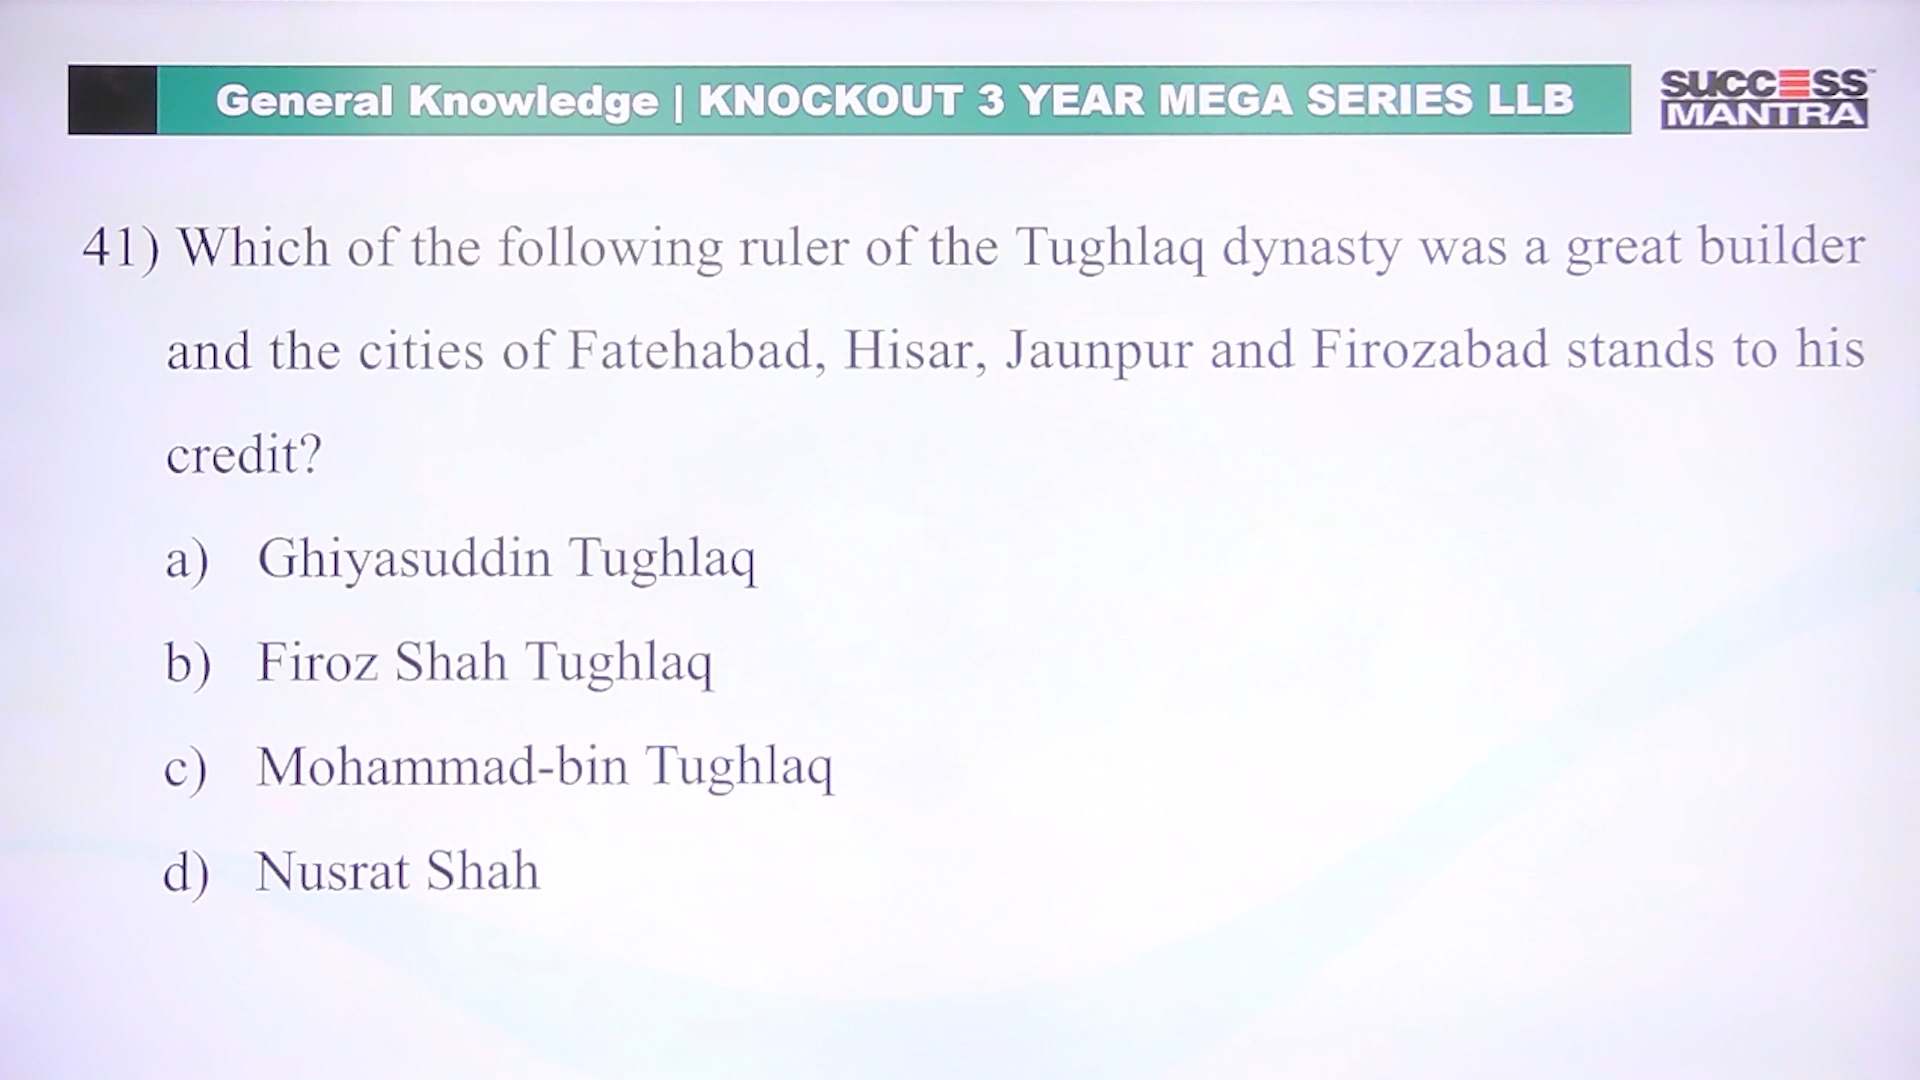 General Knowledge | KNOCKOUT 3 YEAR MEGA SERIES LLB
SUCCESS™
MANTRA
41) Which of the following ruler of the Tughlaq dynasty was a great builder
and the cities of Fatehabad, Hisar, Jaunpur and Firozabad stands to his
credit?
a) Ghiyasuddin Tughlaq
b) Firoz Shah Tughlaq
c) Mohammad-bin Tughlaq
d) Nusrat Shah